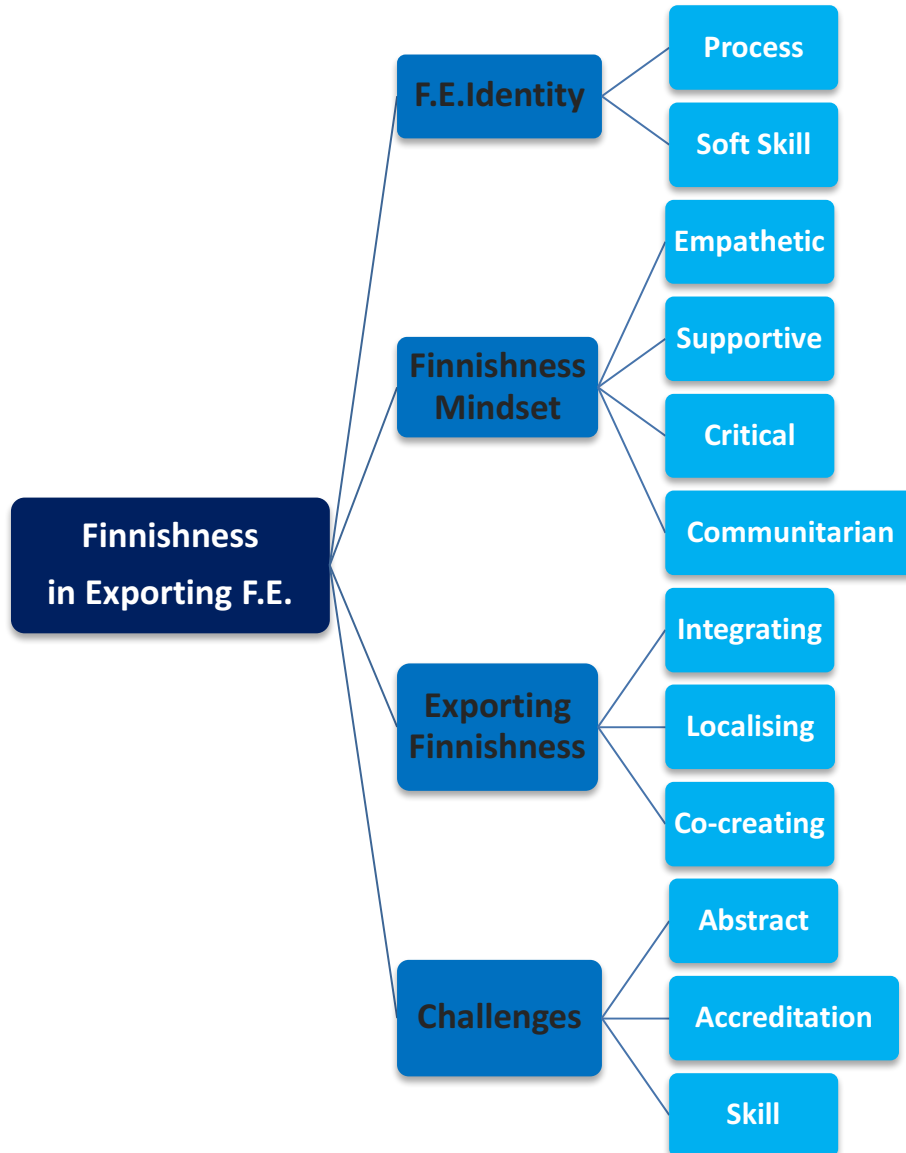 Finnishness
in Exporting F.E.
F.E.Identity
Process
Soft Skill
Finnishness
Mindset
Empathetic
Supportive
Critical
Communitarian
Exporting
Finnishness
Integrating
Localising
Co-creating
Challenges
Abstract
Accreditation
Skill